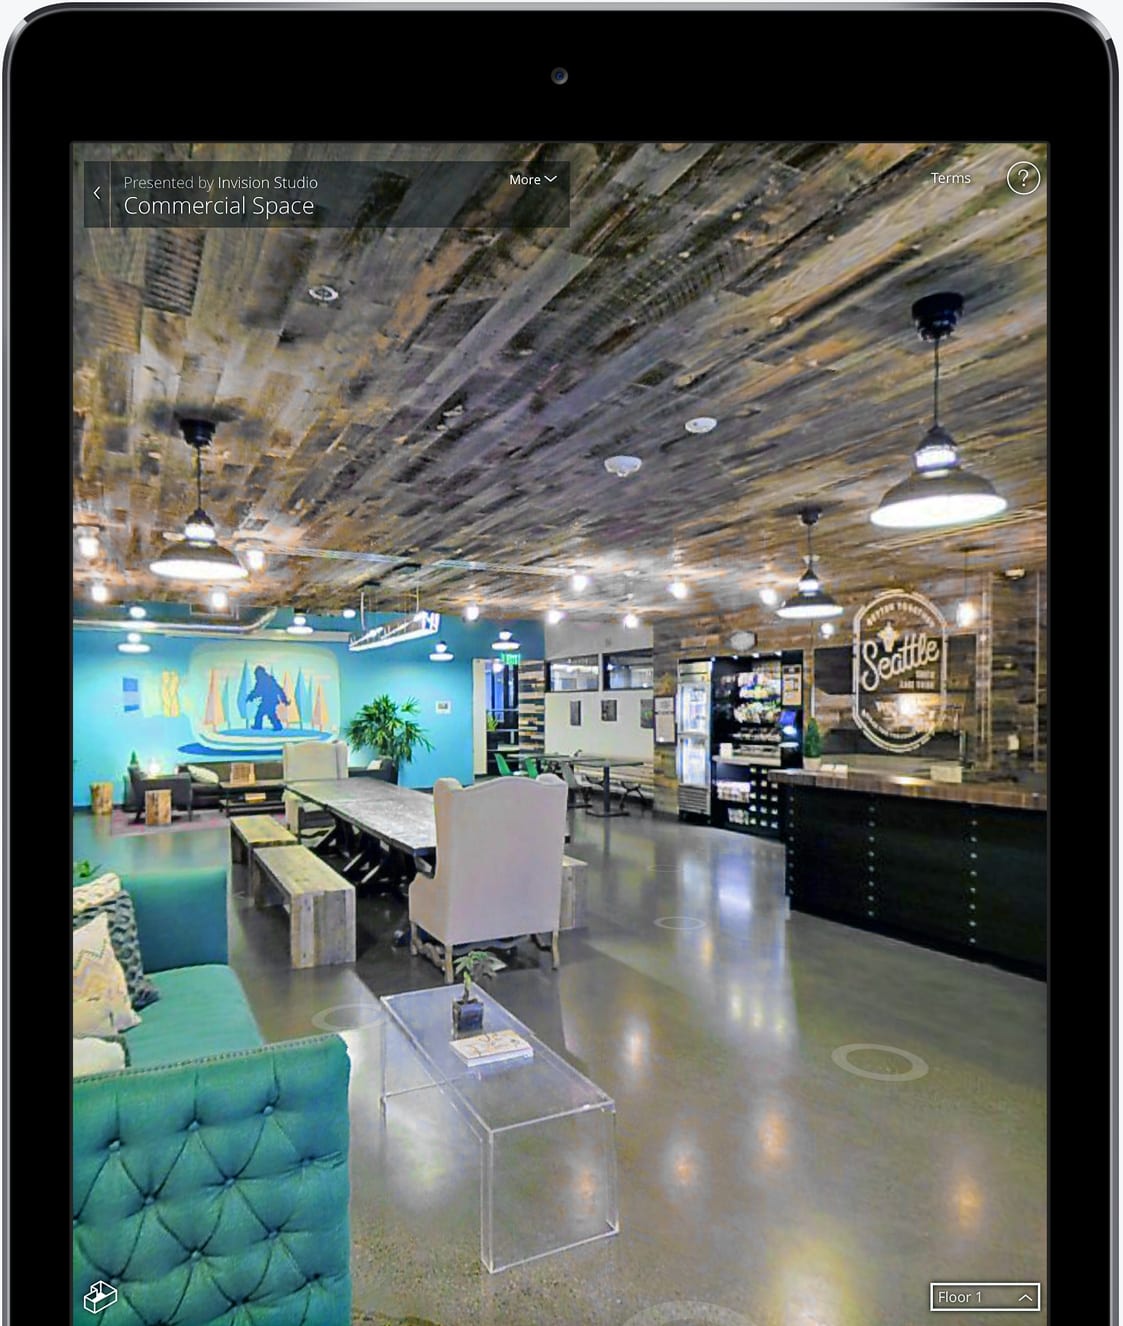 Presented by Invision Studio
Commercial Space
More
Terms
?
Seattle
Floor 1